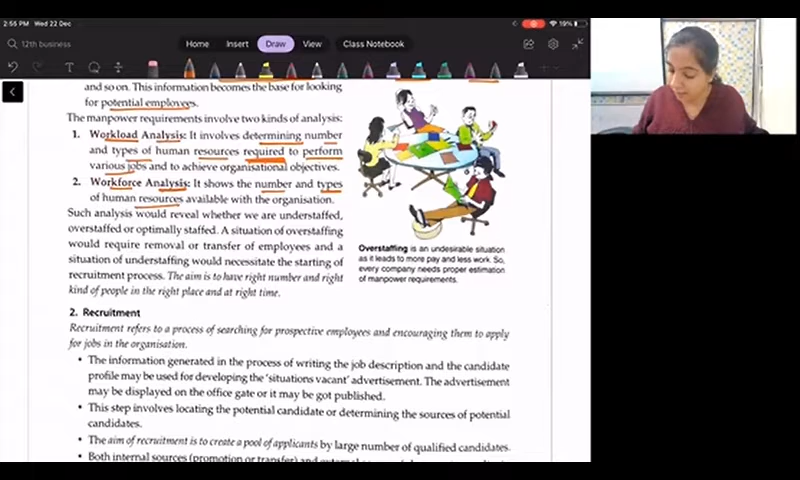 2:55 PM Wed 22 Dec
19%
12th business
Home Insert Draw View Class Notebook
and so on. This information becomes the base for looking
for potential employees.
The manpower requirements involve two kinds of analysis:
1. Workload Analysis: It involves determining number
and types of human resources required to perform
various jobs and to achieve organisational objectives.
2. Workforce Analysis: It shows the number and types
of human resources available with the organisation.
Such analysis would reveal whether we are understaffed,
overstaffed or optimally staffed. A situation of overstaffing
would require removal or transfer of employees and a
situation of understaffing would necessitate the starting of
recruitment process. The aim is to have right number and right
kind of people in the right place and at right time.
Overstaffing is an undesirable situation
as it leads to more pay and less work. So,
every company needs proper estimation
of manpower requirements.
2. Recruitment
Recruitment refers to a process of searching for prospective employees and encouraging them to apply
for jobs in the organisation.
• The information generated in the process of writing the job description and the candidate
profile may be used for developing the 'situations vacant' advertisement. The advertisement
may be displayed on the office gate or it may be got published.
• This step involves locating the potential candidate or determining the sources of potential
candidates.
• The aim of recruitment is to create a pool of applicants by large number of qualified candidates.
• Both internal sources (promotion or transfer) and